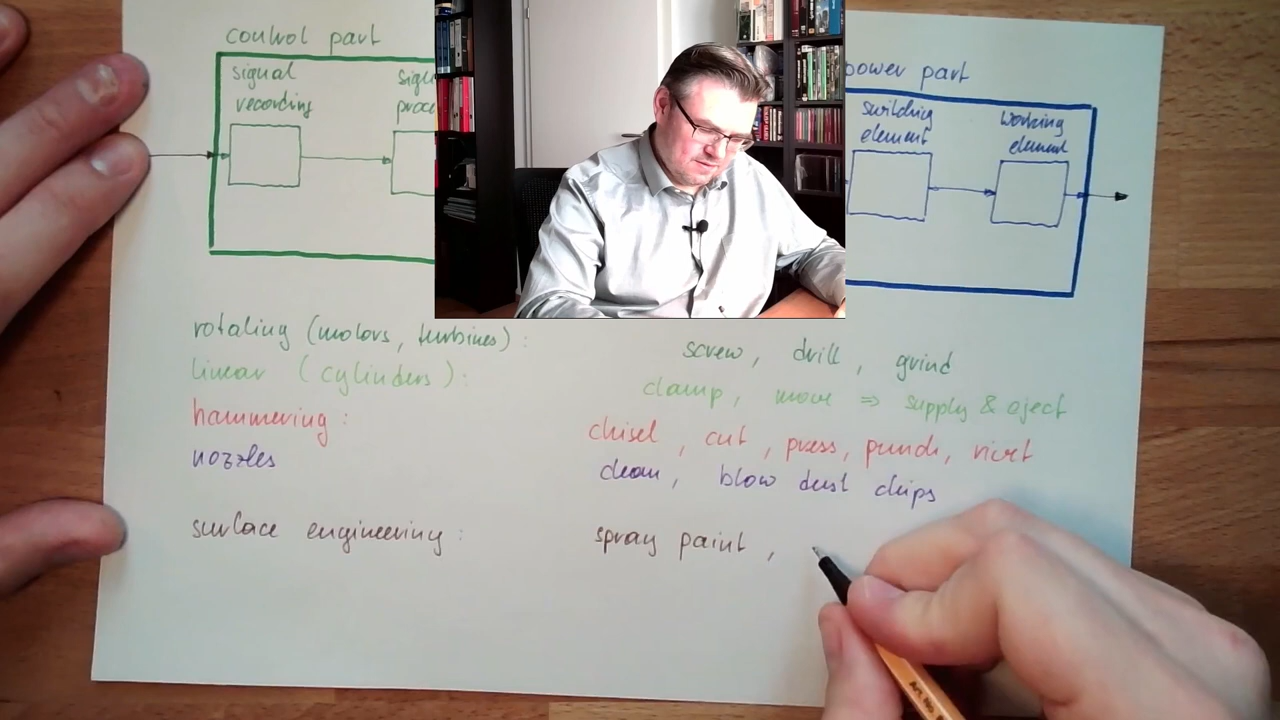 control part
power part
signal recording
switching element
working element
rotating (motors, turbines) :
screw, drill, grind
linear (cylinders) :
clamp, move ⇒ supply & eject
hammering :
chisel, cut, press, punch, rivet
nozzles
clean, blow dust chips
surface engineering :
spray paint,